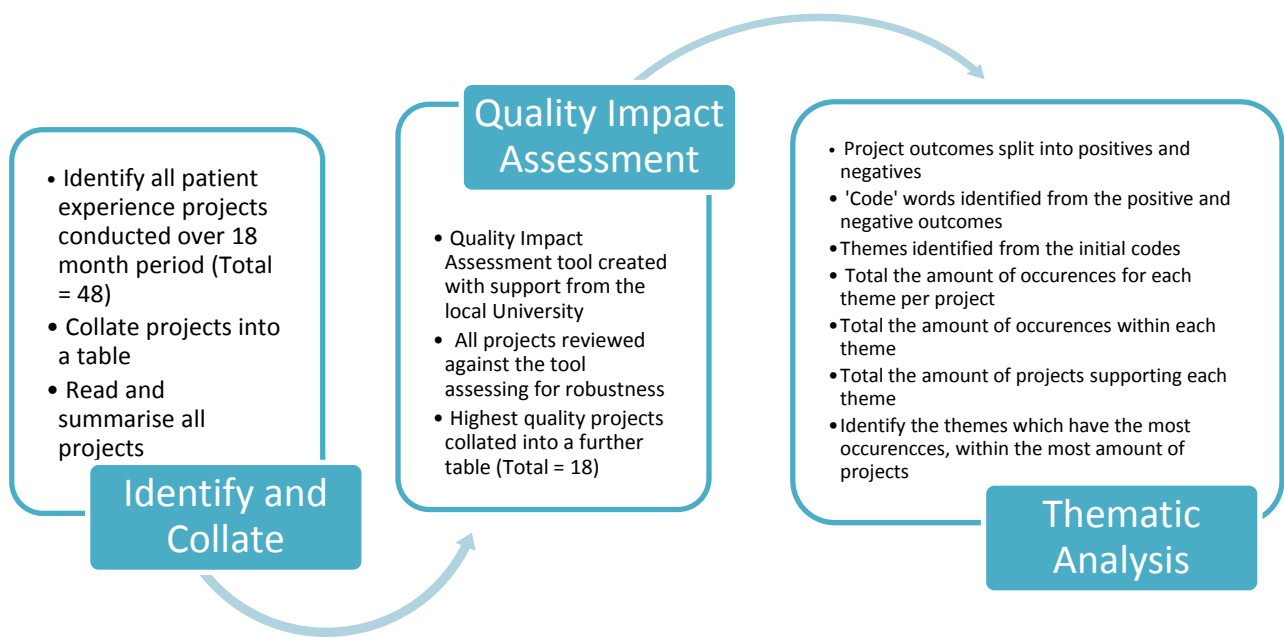 • Identify all patient
experience projects
conducted over 18
month period (Total
= 48)
• Collate projects into
a table
• Read and
summarise all
projects
Identify and
Collate
Quality Impact
Assessment
• Quality Impact
Assessment tool created
with support from the
local University
• All projects reviewed
against the tool
assessing for robustness
• Highest quality projects
collated into a further
table (Total = 18)
• Project outcomes split into positives and
negatives
• 'Code' words identified from the positive and
negative outcomes
• Themes identified from the initial codes
• Total the amount of occurences for each
theme per project
• Total the amount of occurences within each
theme
• Total the amount of projects supporting each
theme
• Identify the themes which have the most
occurencces, within the most amount of
projects
Thematic
Analysis